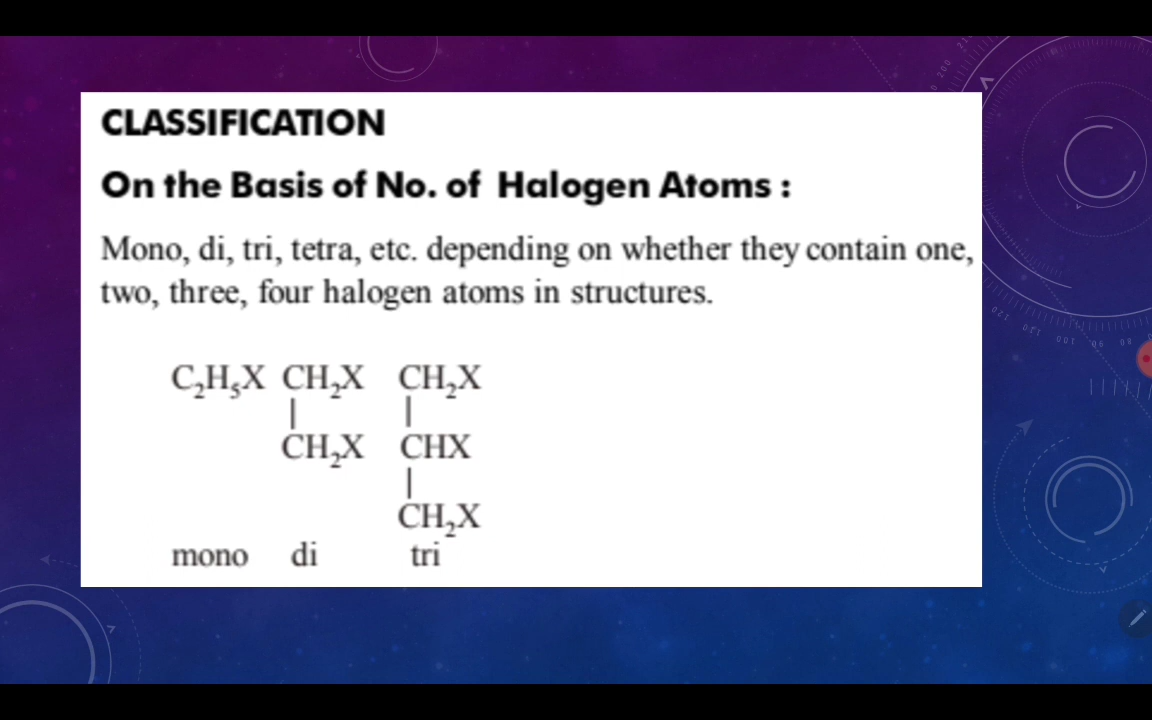 CLASSIFICATION
On the Basis of No. of Halogen Atoms :
Mono, di, tri, tetra, etc. depending on whether they contain one,
two, three, four halogen atoms in structures.
C₂H₅X CH₂X CH₂X
| |
CH₂X CHX
|
CH₂X
mono di tri